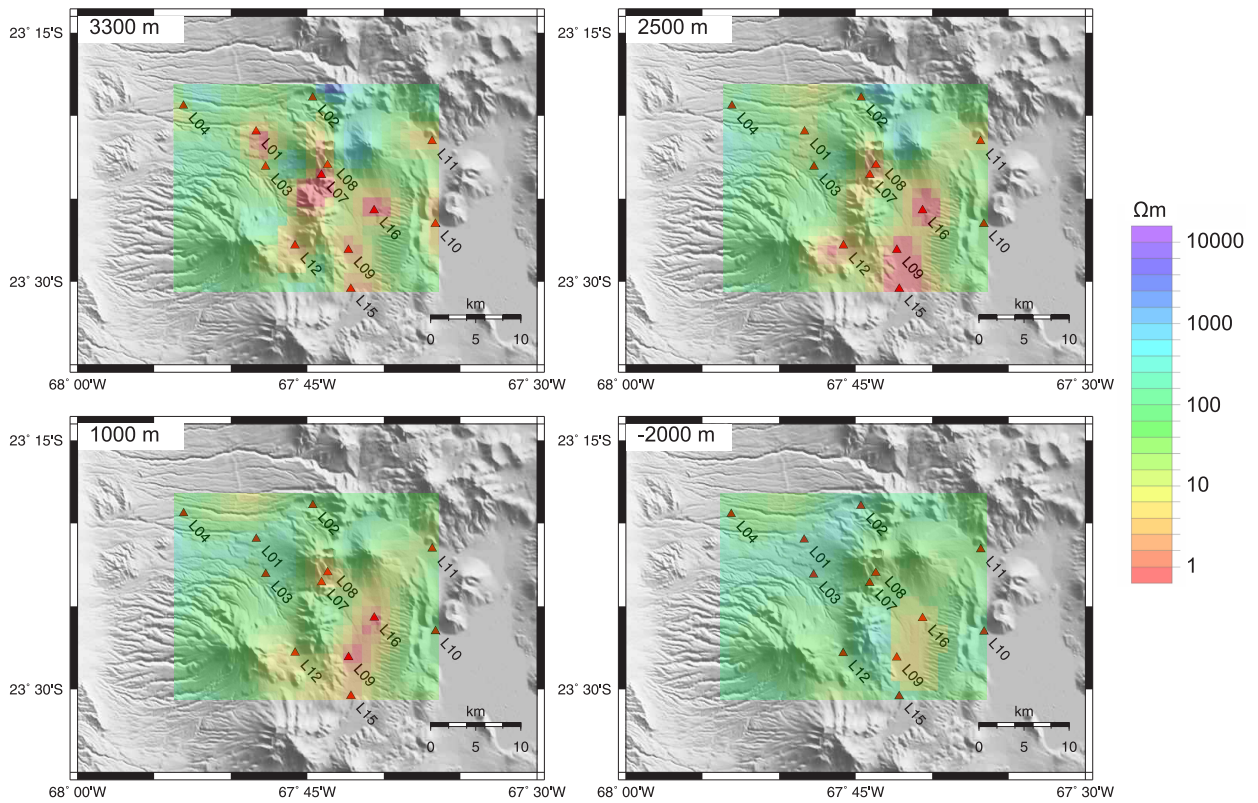 3300 m
23° 15'S
L04
L01
L02
L03
L08
L07
L11
L16
L10
L12
L09
L15
23° 30'S
km
0 5 10
68° 00'W
67° 45'W
67° 30'W
2500 m
23° 15'S
L04
L01
L02
L03
L08
L07
L11
L16
L10
L12
L09
L15
23° 30'S
km
0 5 10
68° 00'W
67° 45'W
67° 30'W
1000 m
23° 15'S
L04
L01
L02
L03
L08
L07
L11
L16
L10
L12
L09
L15
23° 30'S
km
0 5 10
68° 00'W
67° 45'W
67° 30'W
-2000 m
23° 15'S
L04
L01
L02
L03
L08
L07
L11
L16
L10
L12
L09
L15
23° 30'S
km
0 5 10
68° 00'W
67° 45'W
67° 30'W
Ωm
10000
1000
100
10
1